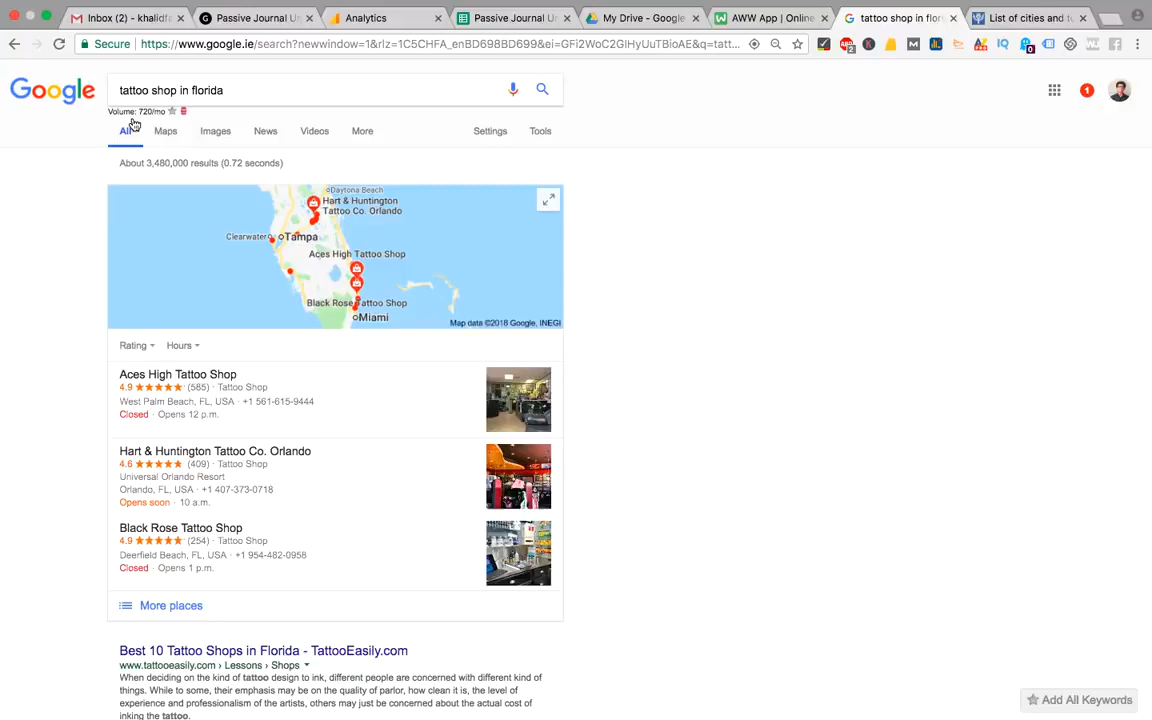 Inbox (2) - khalidfa
Passive Journal Un
Analytics
Passive Journal Un
My Drive - Google
AWW App | Online
tattoo shop in flori
List of cities and to
Secure
https://www.google.ie/search?newwindow=1&rlz=1C5CHFA_enBD698BD699&ei=GFi2WoC2GIHyUuTBioAE&q=tatt...
Google
tattoo shop in florida
1
Volume: 720/mo
All
Maps
Images
News
Videos
More
Settings
Tools
About 3,480,000 results (0.72 seconds)
Daytona Beach
Hart & Huntington
Tattoo Co. Orlando
Clearwater
Tampa
Aces High Tattoo Shop
Black Rose Tattoo Shop
Miami
Map data ©2018 Google, INEGI
Rating
Hours
Aces High Tattoo Shop
4.9 (585) · Tattoo Shop
West Palm Beach, FL, USA · +1 561-615-9444
Closed · Opens 12 p.m.
Hart & Huntington Tattoo Co. Orlando
4.6 (409) · Tattoo Shop
Universal Orlando Resort
Orlando, FL, USA · +1 407-373-0718
Opens soon · 10 a.m.
Black Rose Tattoo Shop
4.9 (254) · Tattoo Shop
Deerfield Beach, FL, USA · +1 954-482-0958
Closed · Opens 1 p.m.
More places
Best 10 Tattoo Shops in Florida - TattooEasily.com
www.tattooeasily.com › Lessons › Shops
When deciding on the kind of tattoo design to ink, different people are concerned with different kind of
things. While to some, their emphasis may be on the quality of parlor, how clean it is, the level of
experience and professionalism of the artists, others may just be concerned about the actual cost of
inking the tattoo.
Add All Keywords